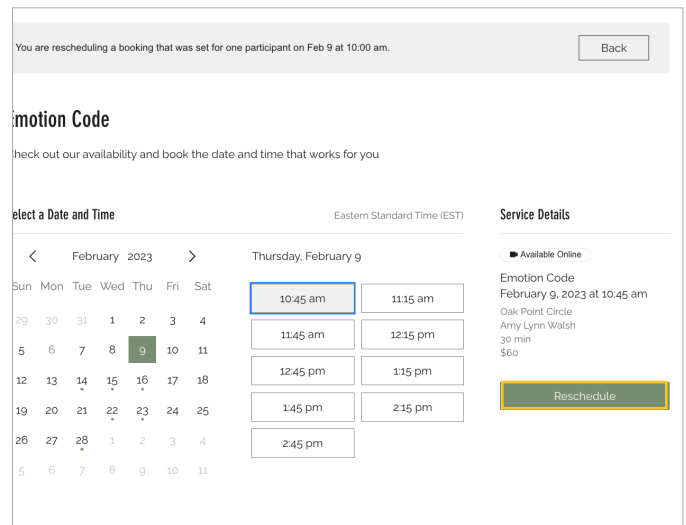 You are rescheduling a booking that was set for one participant on Feb 9 at 10:00 am.
Back
Emotion Code
Check out our availability and book the date and time that works for you
Select a Date and Time
Eastern Standard Time (EST)
February 2023
Sun Mon Tue Wed Thu Fri Sat
29 30 31 1 2 3 4
5 6 7 8 9 10 11
12 13 14 15 16 17 18
19 20 21 22 23 24 25
26 27 28 1 2 3 4
5 6 7 8 9 10 11
Thursday, February 9
10:45 am 11:15 am
11:45 am 12:15 pm
12:45 pm 1:15 pm
1:45 pm 2:15 pm
2:45 pm
Service Details
Available Online
Emotion Code
February 9, 2023 at 10:45 am
Oak Point Circle
Amy Lynn Walsh
30 min
$60
Reschedule